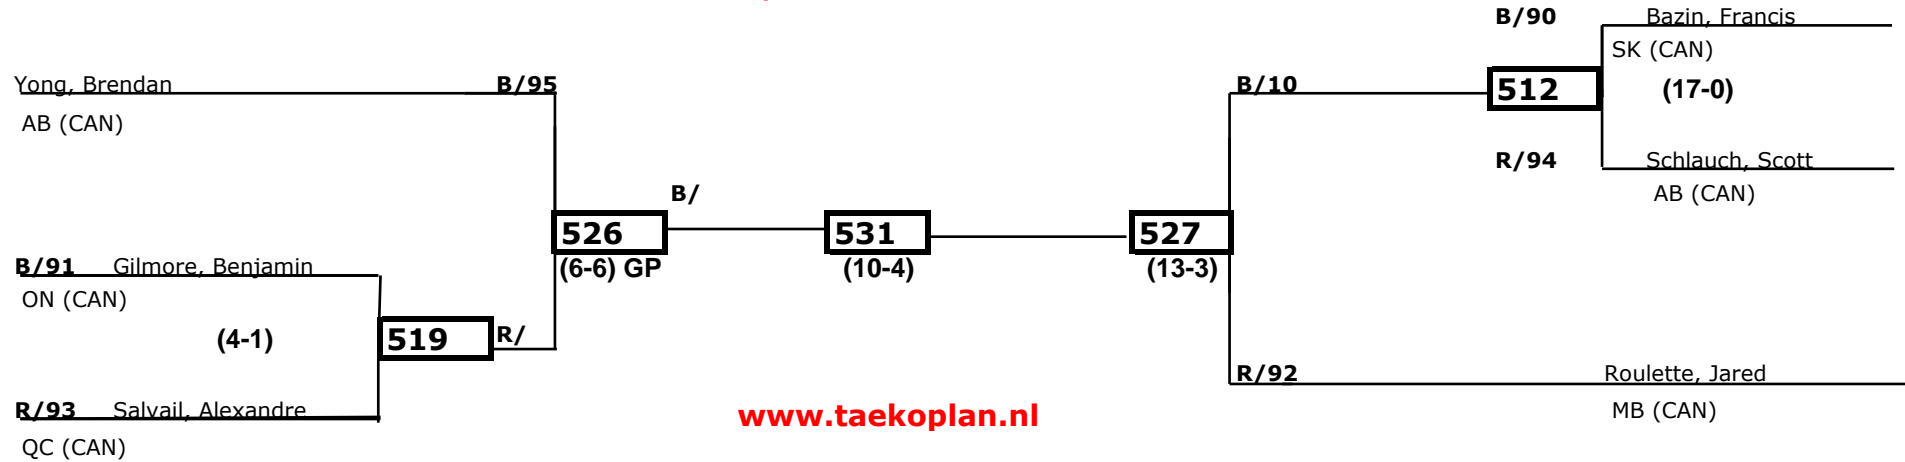 B/90 Bazin, Francis
SK (CAN)
Yong, Brendan B/95 B/10 512 (17-0)
AB (CAN)
R/94 Schlauch, Scott
AB (CAN)
B/
526 531 527
(6-6) GP (10-4) (13-3)
B/91 Gilmore, Benjamin
ON (CAN)
(4-1) 519 R/
R/92 Roulette, Jared
MB (CAN)
R/93 Salvail, Alexandre
QC (CAN)
www.taekoplan.nl